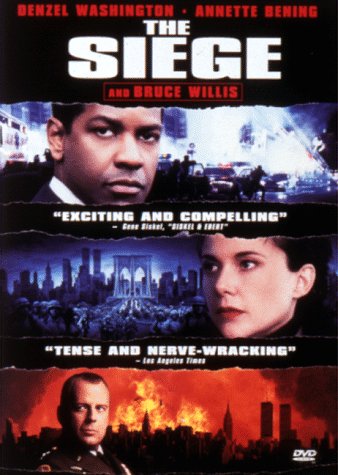 DENZEL WASHINGTON • ANNETTE BENING
THE
SIEGE
AND BRUCE WILLIS
"EXCITING AND COMPELLING"
– Gene Siskel, "SISKEL & EBERT"
"TENSE AND NERVE-WRACKING"
– Los Angeles Times
DVD